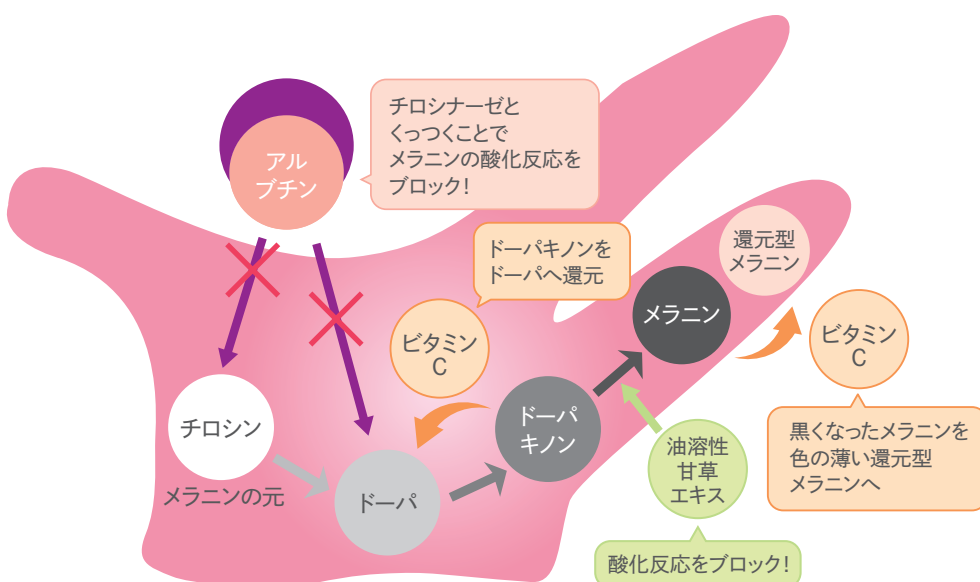 アル
ブチン
チロシナーゼと
くっつくことで
メラニンの酸化反応を
ブロック!
ドーパキノンを
ドーパへ還元
還元型
メラニン
メラニン
ビタミン
C
ビタミン
C
チロシン
メラニンの元
ドーパ
ドーパ
キノン
油溶性
甘草
エキス
黒くなったメラニンを
色の薄い還元型
メラニンへ
酸化反応をブロック!